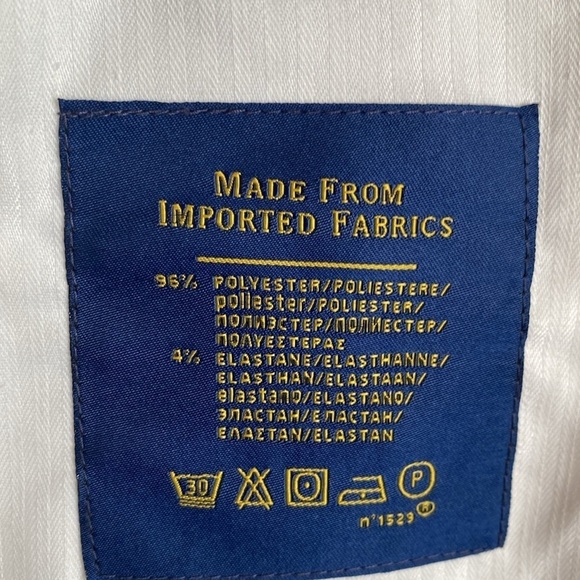 MADE FROM
IMPORTED FABRICS
96% POLYESTER/POLIESTERE/
poliester/POLIESTER/
ПОЛИЭСТЕР/ПОЛИЕСТЕР/
ΠΟΛΥΕΣΤΕΡΑΣ
4% ELASTANE/ELASTHANNE/
ELASTHAN/ELASTAAN/
elastano/ELASTANO/
ЭЛАСТАН/ЕЛАСТАН/
ΕΛΑΣΤΑΝ/ELASTAN
30 P
n°1529®